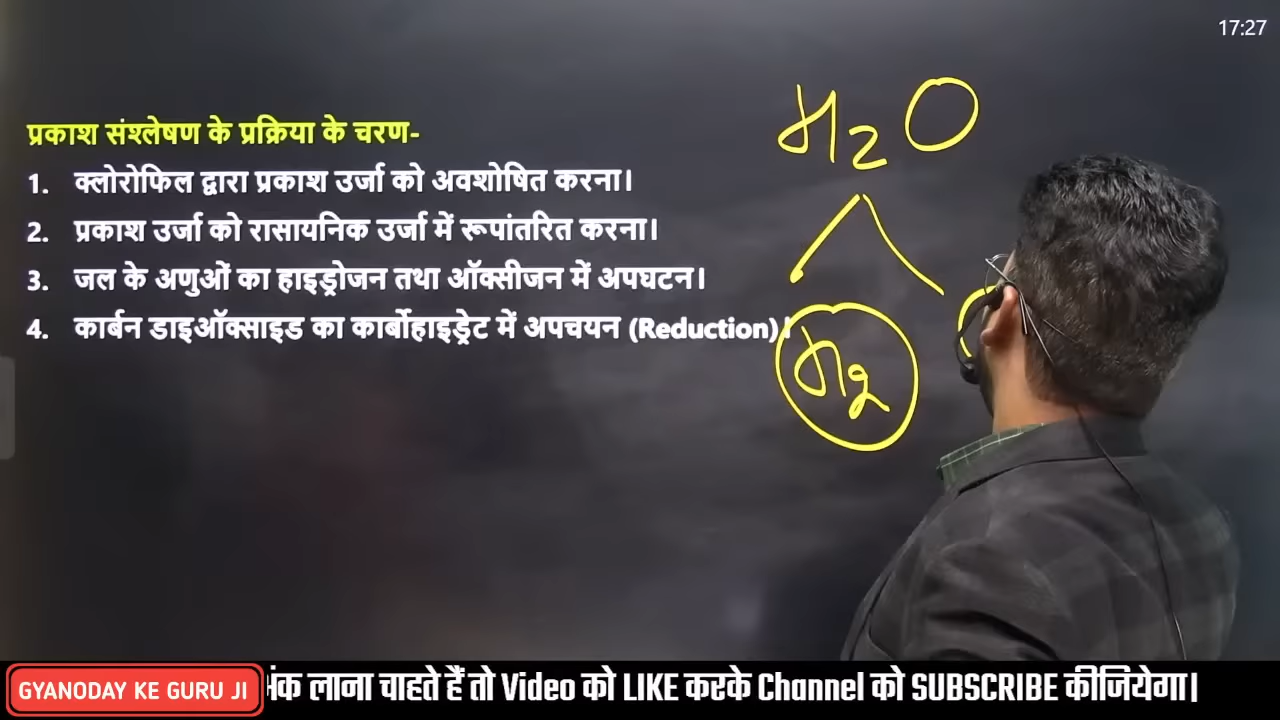 17:27
प्रकाश संश्लेषण के प्रक्रिया के चरण-
1. क्लोरोफिल द्वारा प्रकाश उर्जा को अवशोषित करना।
2. प्रकाश उर्जा को रासायनिक उर्जा में रूपांतरित करना।
3. जल के अणुओं का हाइड्रोजन तथा ऑक्सीजन में अपघटन।
4. कार्बन डाइऑक्साइड का कार्बोहाइड्रेट में अपचयन (Reduction)।
H2O
H2
GYANODAY KE GURU JI
लाना चाहते हैं तो Video को LIKE करके Channel को SUBSCRIBE कीजियेगा।